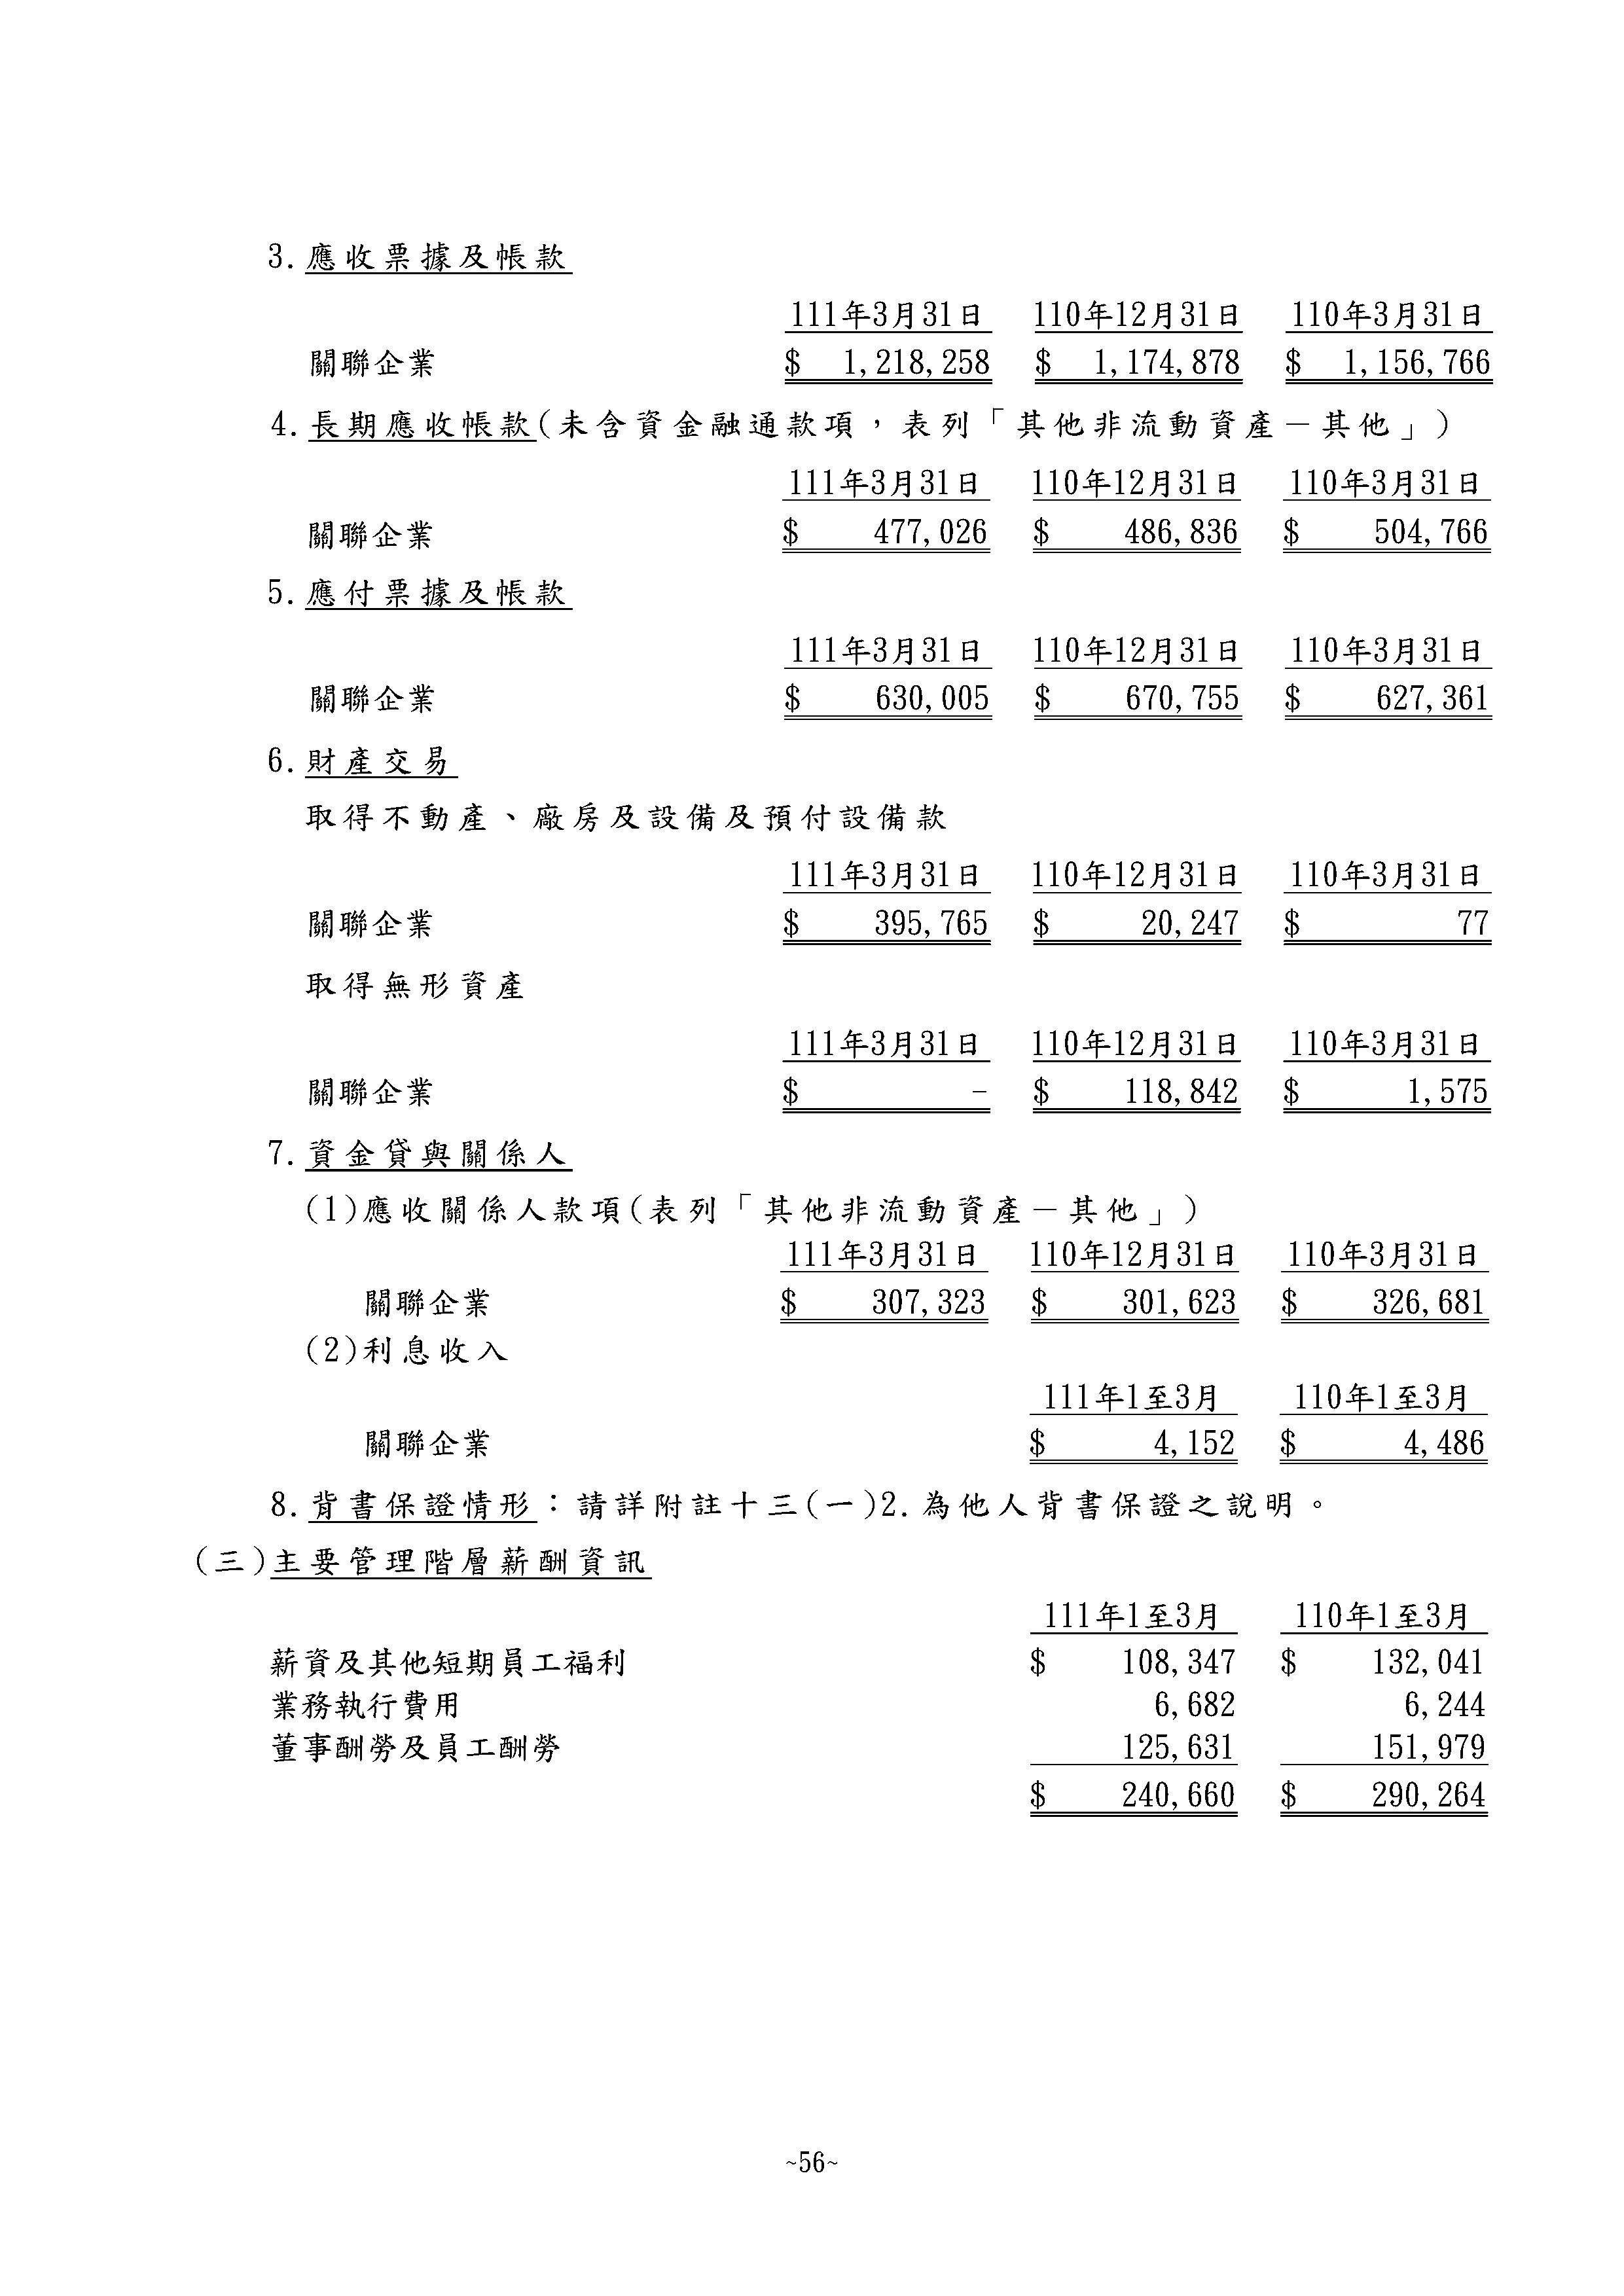 3.應收票據及帳款
111年3月31日 110年12月31日 110年3月31日
關聯企業 $ 1,218,258 $ 1,174,878 $ 1,156,766
4.長期應收帳款(未含資金融通款項，表列「其他非流動資產－其他」)
111年3月31日 110年12月31日 110年3月31日
關聯企業 $ 477,026 $ 486,836 $ 504,766
5.應付票據及帳款
111年3月31日 110年12月31日 110年3月31日
關聯企業 $ 630,005 $ 670,755 $ 627,361
6.財產交易
取得不動產、廠房及設備及預付設備款
111年3月31日 110年12月31日 110年3月31日
關聯企業 $ 395,765 $ 20,247 $ 77
取得無形資產
111年3月31日 110年12月31日 110年3月31日
關聯企業 $ - $ 118,842 $ 1,575
7.資金貸與關係人
(1)應收關係人款項(表列「其他非流動資產－其他」)
111年3月31日 110年12月31日 110年3月31日
關聯企業 $ 307,323 $ 301,623 $ 326,681
(2)利息收入
111年1至3月 110年1至3月
關聯企業 $ 4,152 $ 4,486
8.背書保證情形：請詳附註十三(一)2.為他人背書保證之說明。
(三)主要管理階層薪酬資訊
111年1至3月 110年1至3月
薪資及其他短期員工福利 $ 108,347 $ 132,041
業務執行費用 6,682 6,244
董事酬勞及員工酬勞 125,631 151,979
$ 240,660 $ 290,264
~56~